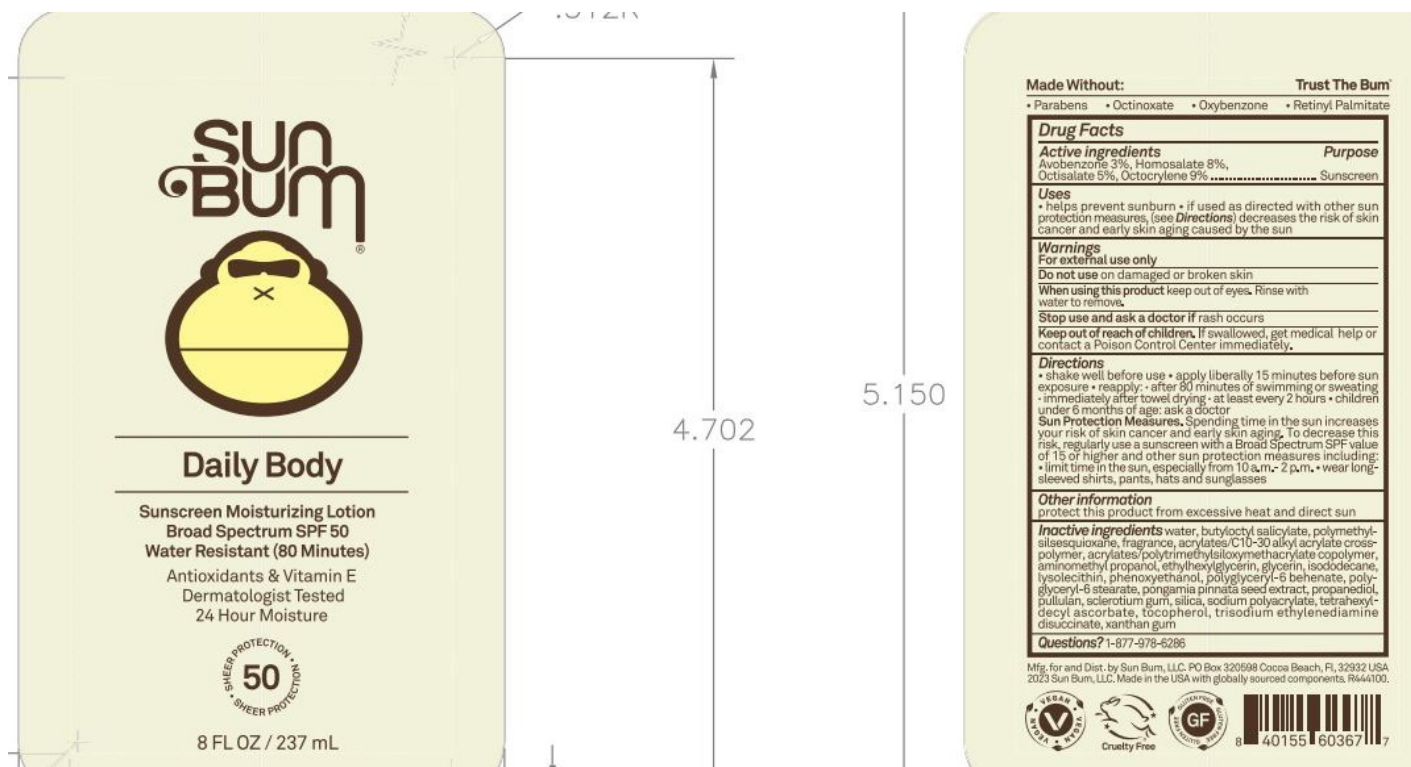 SUN
BUM
®
Daily Body
Sunscreen Moisturizing Lotion
Broad Spectrum SPF 50
Water Resistant (80 Minutes)
Antioxidants & Vitamin E
Dermatologist Tested
24 Hour Moisture
SHEER PROTECTION • SHEER PROTECTION •
50
8 FL OZ / 237 mL
4.702
5.150
Made Without: Trust The Bum
• Parabens • Octinoxate • Oxybenzone • Retinyl Palmitate
Drug Facts
Active ingredients Purpose
Avobenzone 3%, Homosalate 8%,
Octisalate 5%, Octocrylene 9% Sunscreen
Uses
• helps prevent sunburn • if used as directed with other sun
protection measures, (see Directions) decreases the risk of skin
cancer and early skin aging caused by the sun
Warnings
For external use only
Do not use on damaged or broken skin
When using this product keep out of eyes. Rinse with
water to remove.
Stop use and ask a doctor if rash occurs
Keep out of reach of children. If swallowed, get medical help or
contact a Poison Control Center immediately.
Directions
• shake well before use • apply liberally 15 minutes before sun
exposure • reapply: • after 80 minutes of swimming or sweating
• immediately after towel drying • at least every 2 hours • children
under 6 months of age: ask a doctor
Sun Protection Measures. Spending time in the sun increases
your risk of skin cancer and early skin aging. To decrease this
risk, regularly use a sunscreen with a Broad Spectrum SPF value
of 15 or higher and other sun protection measures including:
• limit time in the sun, especially from 10 a.m.- 2 p.m. • wear long-
sleeved shirts, pants, hats and sunglasses
Other information
protect this product from excessive heat and direct sun
Inactive ingredients water, butyloctyl salicylate, polymethyl-
silsesquioxane, fragrance, acrylates/C10-30 alkyl acrylate cross-
polymer, acrylates/polytrimethylsiloxymethacrylate copolymer,
aminomethyl propanol, ethylhexylglycerin, glycerin, isododecane,
lysolecithin, phenoxyethanol, polyglyceryl-6 behenate, poly-
glyceryl-6 stearate, pongamia pinnata seed extract, propanediol,
pullulan, sclerotium gum, silica, sodium polyacrylate, tetrahexyl-
decyl ascorbate, tocopherol, trisodium ethylenediamine
disuccinate, xanthan gum
Questions? 1-877-978-6286
Mfg. for and Dist. by Sun Bum, LLC. PO Box 320598 Cocoa Beach, Fl, 32932 USA
2023 Sun Bum, LLC. Made in the USA with globally sourced components. R444100.
• VEGAN • VEGAN • VEGAN
V
Cruelty Free
GLUTEN FREE GLUTEN FREE GLUTEN FREE
GF
8 40155 60367 7